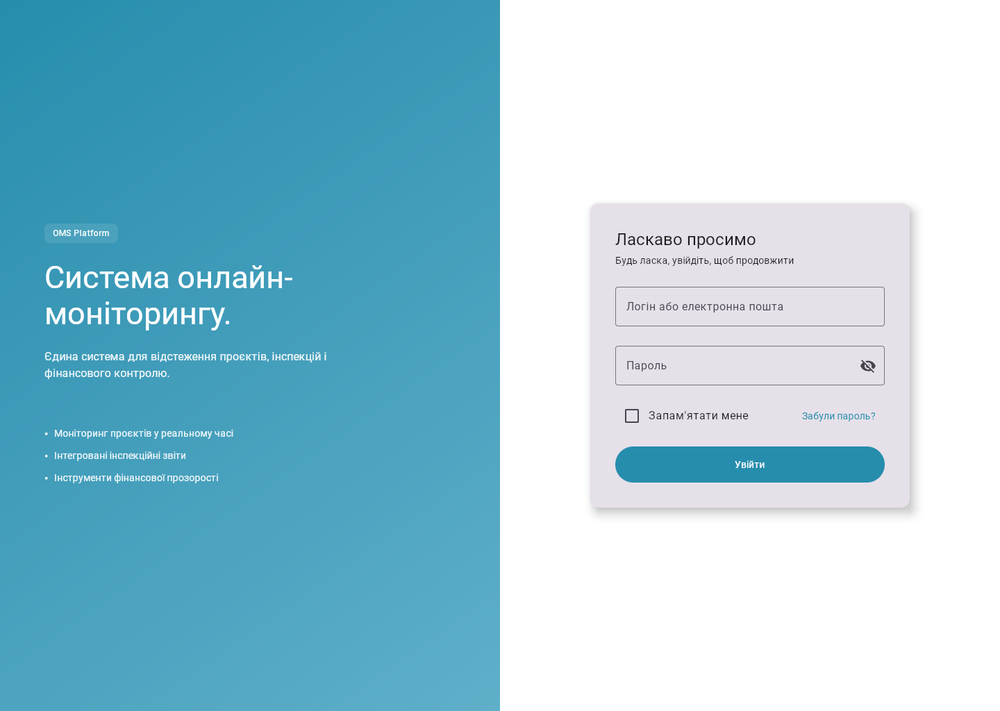 OMS Platform
Система онлайн-
моніторингу.
Єдина система для відстеження проєктів, інспекцій і
фінансового контролю.
• Моніторинг проєктів у реальному часі
• Інтегровані інспекційні звіти
• Інструменти фінансової прозорості
Ласкаво просимо
Будь ласка, увійдіть, щоб продовжити
Логін або електронна пошта
Пароль
Запам'ятати мене
Забули пароль?
Увійти